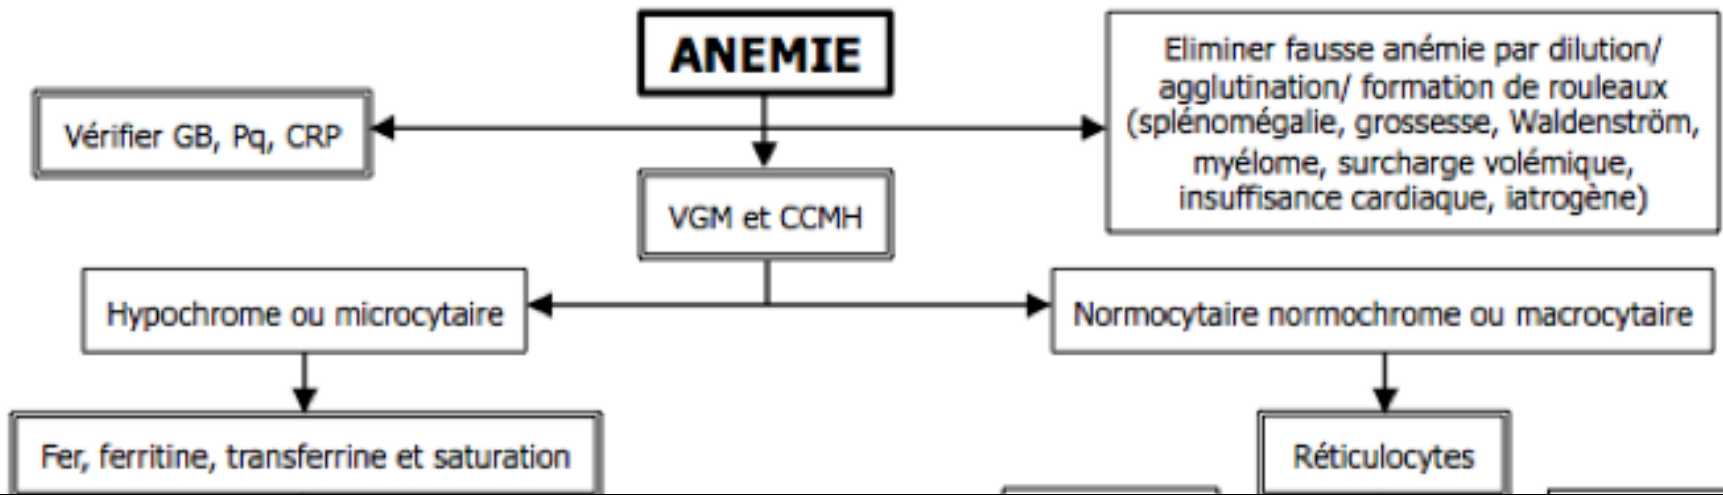 ANEMIE
Eliminer fausse anémie par dilution/
agglutination/ formation de rouleaux
(splénomégalie, grossesse, Waldenström,
myélome, surcharge volémique,
insuffisance cardiaque, iatrogène)
Vérifier GB, Pq, CRP
VGM et CCMH
Hypochrome ou microcytaire
Normocytaire normochrome ou macrocytaire
Fer, ferritine, transferrine et saturation
Réticulocytes